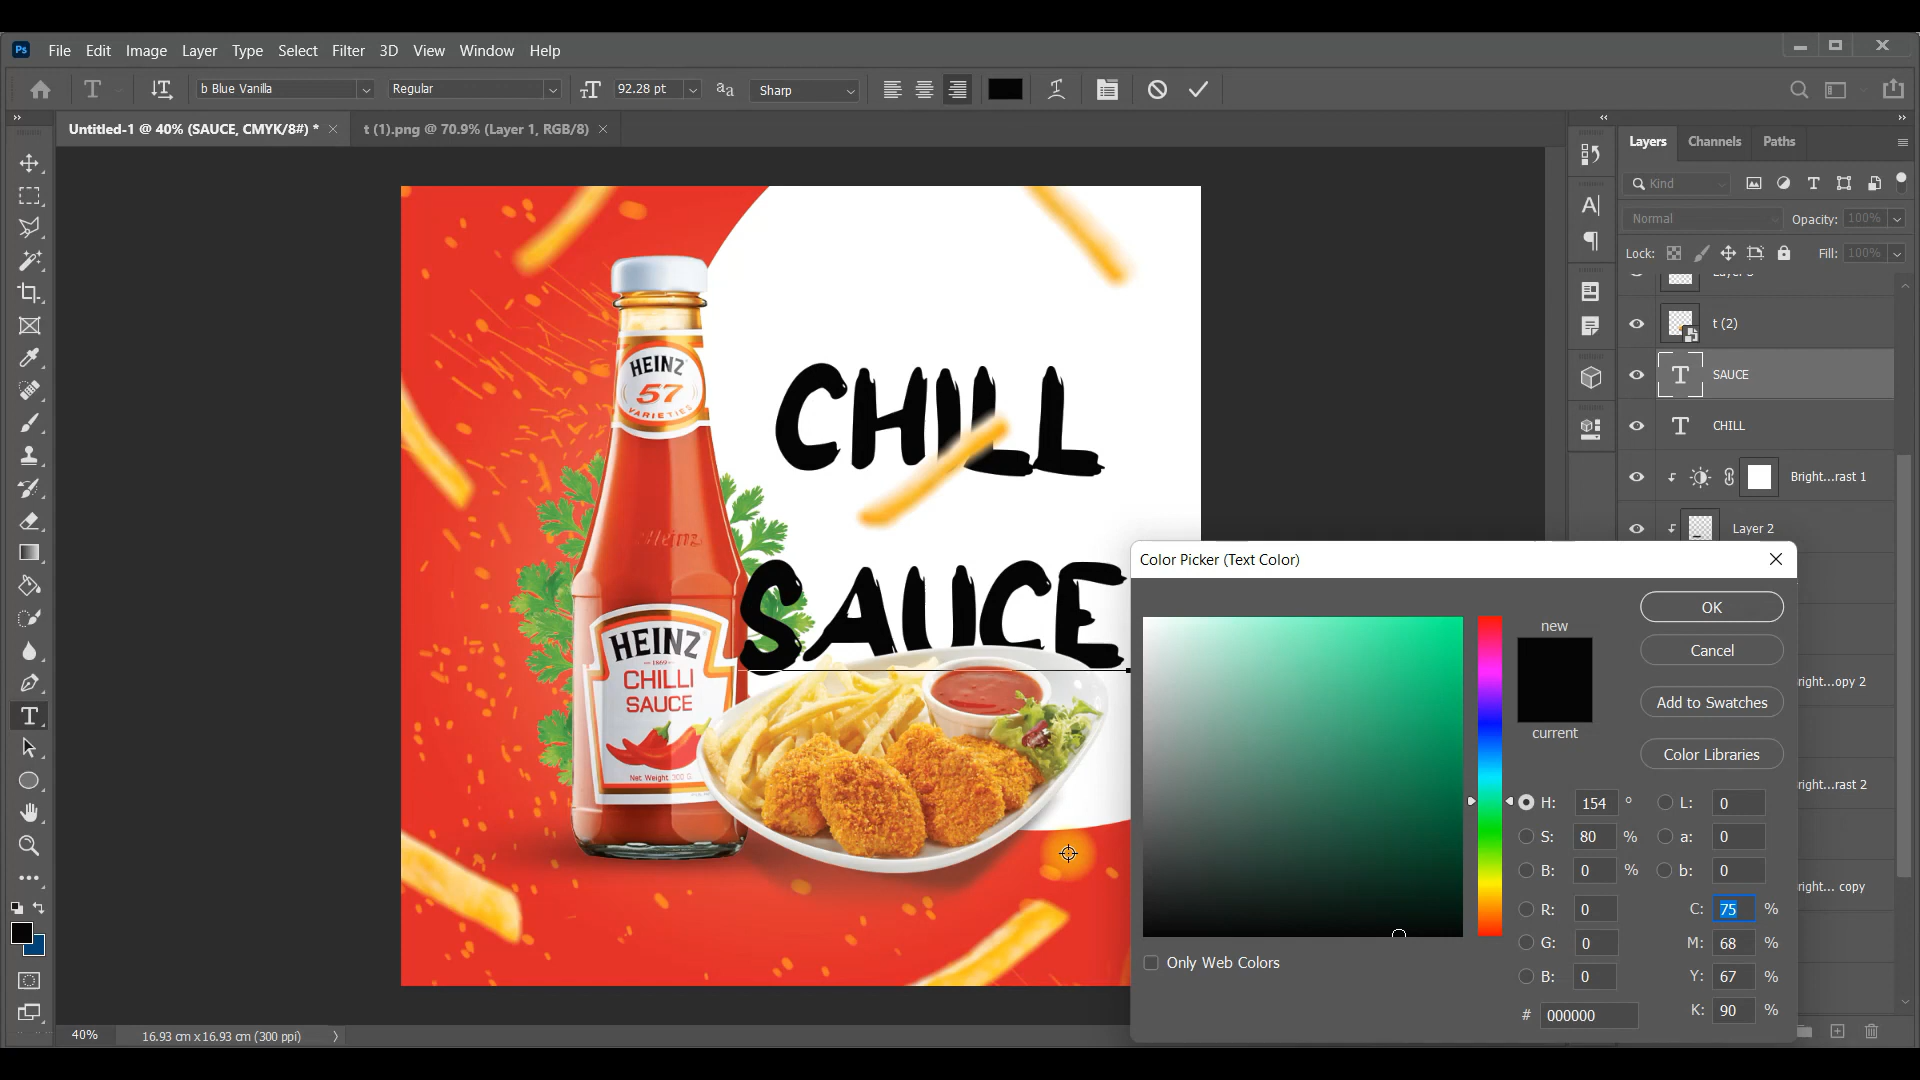 Ps File Edit Image Layer Type Select Filter 3D View Window Help
b Blue Vanilla Regular 92.28 pt aa Sharp
Untitled-1 @ 40% (SAUCE, CMYK/8#) * t (1).png @ 70.9% (Layer 1, RGB/8)
Layers Channels Paths
Kind
Normal Opacity: 100%
Lock: Fill: 100%
t (2)
SAUCE
CHILL
Bright...rast 1
Layer 2
right...opy 2
right...rast 2
right... copy
HEINZ
57
VARIETIES
CHILL
SAUCE
Heinz
HEINZ
1869
CHILLI
SAUCE
Net Weight. 300 G.
Color Picker (Text Color)
new
current
OK
Cancel
Add to Swatches
Color Libraries
H: 154 ° L: 0
S: 80 % a: 0
B: 0 % b: 0
R: 0 C: 75 %
G: 0 M: 68 %
B: 0 Y: 67 %
# 000000 K: 90 %
Only Web Colors
40% 16.93 cm x 16.93 cm (300 ppi)